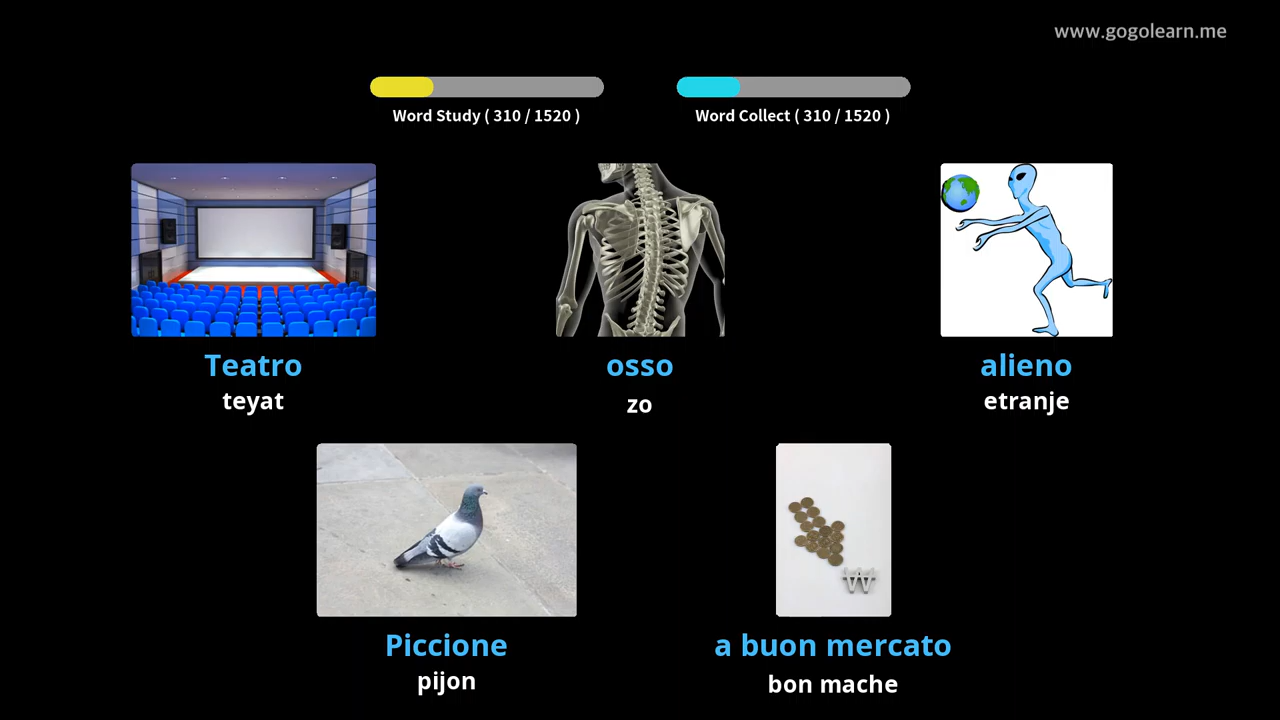 www.gogolearn.me
Word Study ( 310 / 1520 )
Word Collect ( 310 / 1520 )
Teatro
teyat
osso
zo
alieno
etranje
Piccione
pijon
₩
a buon mercato
bon mache